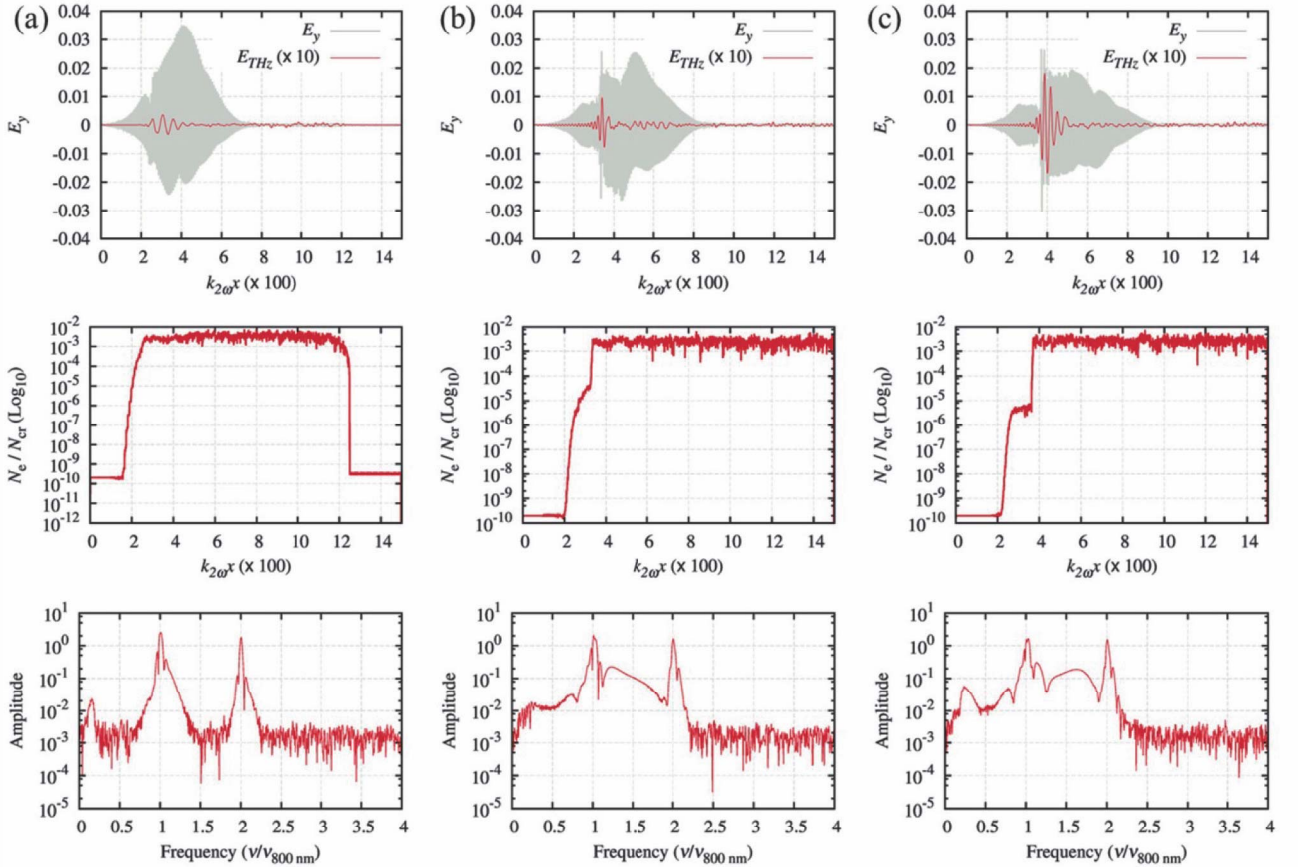 (a)
E_y
E_THz (x 10)
0.04
0.03
0.02
0.01
0
-0.01
-0.02
-0.03
-0.04
E_y
0 2 4 6 8 10 12 14
k_2ωx (x 100)
(b)
E_y
E_THz (x 10)
0.04
0.03
0.02
0.01
0
-0.01
-0.02
-0.03
-0.04
E_y
0 2 4 6 8 10 12 14
k_2ωx (x 100)
(c)
E_y
E_THz (x 10)
0.04
0.03
0.02
0.01
0
-0.01
-0.02
-0.03
-0.04
E_y
0 2 4 6 8 10 12 14
k_2ωx (x 100)
10^-2
10^-3
10^-4
10^-5
10^-6
10^-7
10^-8
10^-9
10^-10
10^-11
10^-12
N_e / N_cr (Log_10)
0 2 4 6 8 10 12 14
k_2ωx (x 100)
10^-2
10^-3
10^-4
10^-5
10^-6
10^-7
10^-8
10^-9
10^-10
N_e / N_cr (Log_10)
0 2 4 6 8 10 12 14
k_2ωx (x 100)
10^-2
10^-3
10^-4
10^-5
10^-6
10^-7
10^-8
10^-9
10^-10
N_e / N_cr (Log_10)
0 2 4 6 8 10 12 14
k_2ωx (x 100)
10^1
10^0
10^-1
10^-2
10^-3
10^-4
10^-5
Amplitude
0 0.5 1 1.5 2 2.5 3 3.5 4
Frequency (ν/ν_800 nm)
10^1
10^0
10^-1
10^-2
10^-3
10^-4
10^-5
Amplitude
0 0.5 1 1.5 2 2.5 3 3.5 4
Frequency (ν/ν_800 nm)
10^1
10^0
10^-1
10^-2
10^-3
10^-4
10^-5
Amplitude
0 0.5 1 1.5 2 2.5 3 3.5 4
Frequency (ν/ν_800 nm)